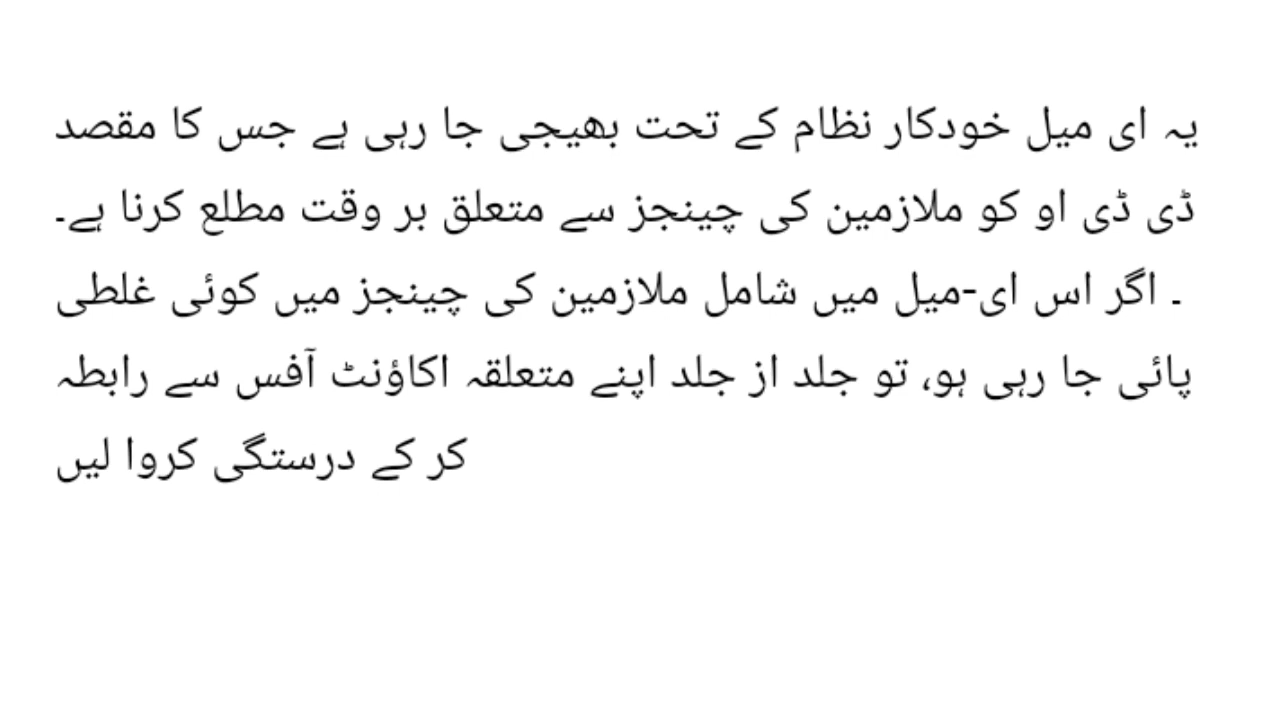 یہ ای میل خودکار نظام کے تحت بھیجی جا رہی ہے جس کا مقصد
ڈی ڈی او کو ملازمین کی چینجز سے متعلق بر وقت مطلع کرنا ہے۔
۔ اگر اس ای-میل میں شامل ملازمین کی چینجز میں کوئی غلطی
پائی جا رہی ہو، تو جلد از جلد اپنے متعلقہ اکاؤنٹ آفس سے رابطہ
کر کے درستگی کروا لیں